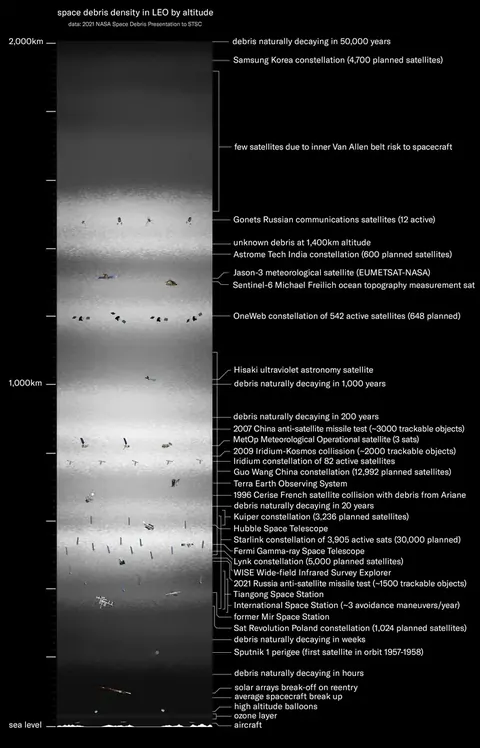 space debris density in LEO by altitude
data: 2021 NASA Space Debris Presentation to STSC
2,000km
debris naturally decaying in 50,000 years
Samsung Korea constellation (4,700 planned satellites)
few satellites due to inner Van Allen belt risk to spacecraft
Gonets Russian communications satellites (12 active)
unknown debris at 1,400km altitude
Astrome Tech India constellation (600 planned satellites)
Jason-3 meteorological satellite (EUMETSAT-NASA)
Sentinel-6 Michael Freilich ocean topography measurement sat
OneWeb constellation of 542 active satellites (648 planned)
Hisaki ultraviolet astronomy satellite
1,000km
debris naturally decaying in 1,000 years
debris naturally decaying in 200 years
2007 China anti-satellite missile test (~3000 trackable objects)
MetOp Meteorological Operational satellite (3 sats)
2009 Iridium-Kosmos collission (~2000 trackable objects)
Iridium constellation of 82 active satellites
Guo Wang China constellation (12,992 planned satellites)
Terra Earth Observing System
1996 Cerise French satellite collision with debris from Ariane
debris naturally decaying in 20 years
Kuiper constellation (3,236 planned satellites)
Hubble Space Telescope
Starlink constellation of 3,905 active sats (30,000 planned)
Fermi Gamma-ray Space Telescope
Lynk constellation (5,000 planned satellites)
WISE Wide-field Infrared Survey Explorer
2021 Russia anti-satellite missile test (~1500 trackable objects)
Tiangong Space Station
International Space Station (~3 avoidance maneuvers/year)
former Mir Space Station
Sat Revolution Poland constellation (1,024 planned satellites)
debris naturally decaying in weeks
Sputnik 1 perigee (first satellite in orbit 1957-1958)
debris naturally decaying in hours
solar arrays break-off on reentry
average spacecraft break up
high altitude balloons
ozone layer
sea level
aircraft